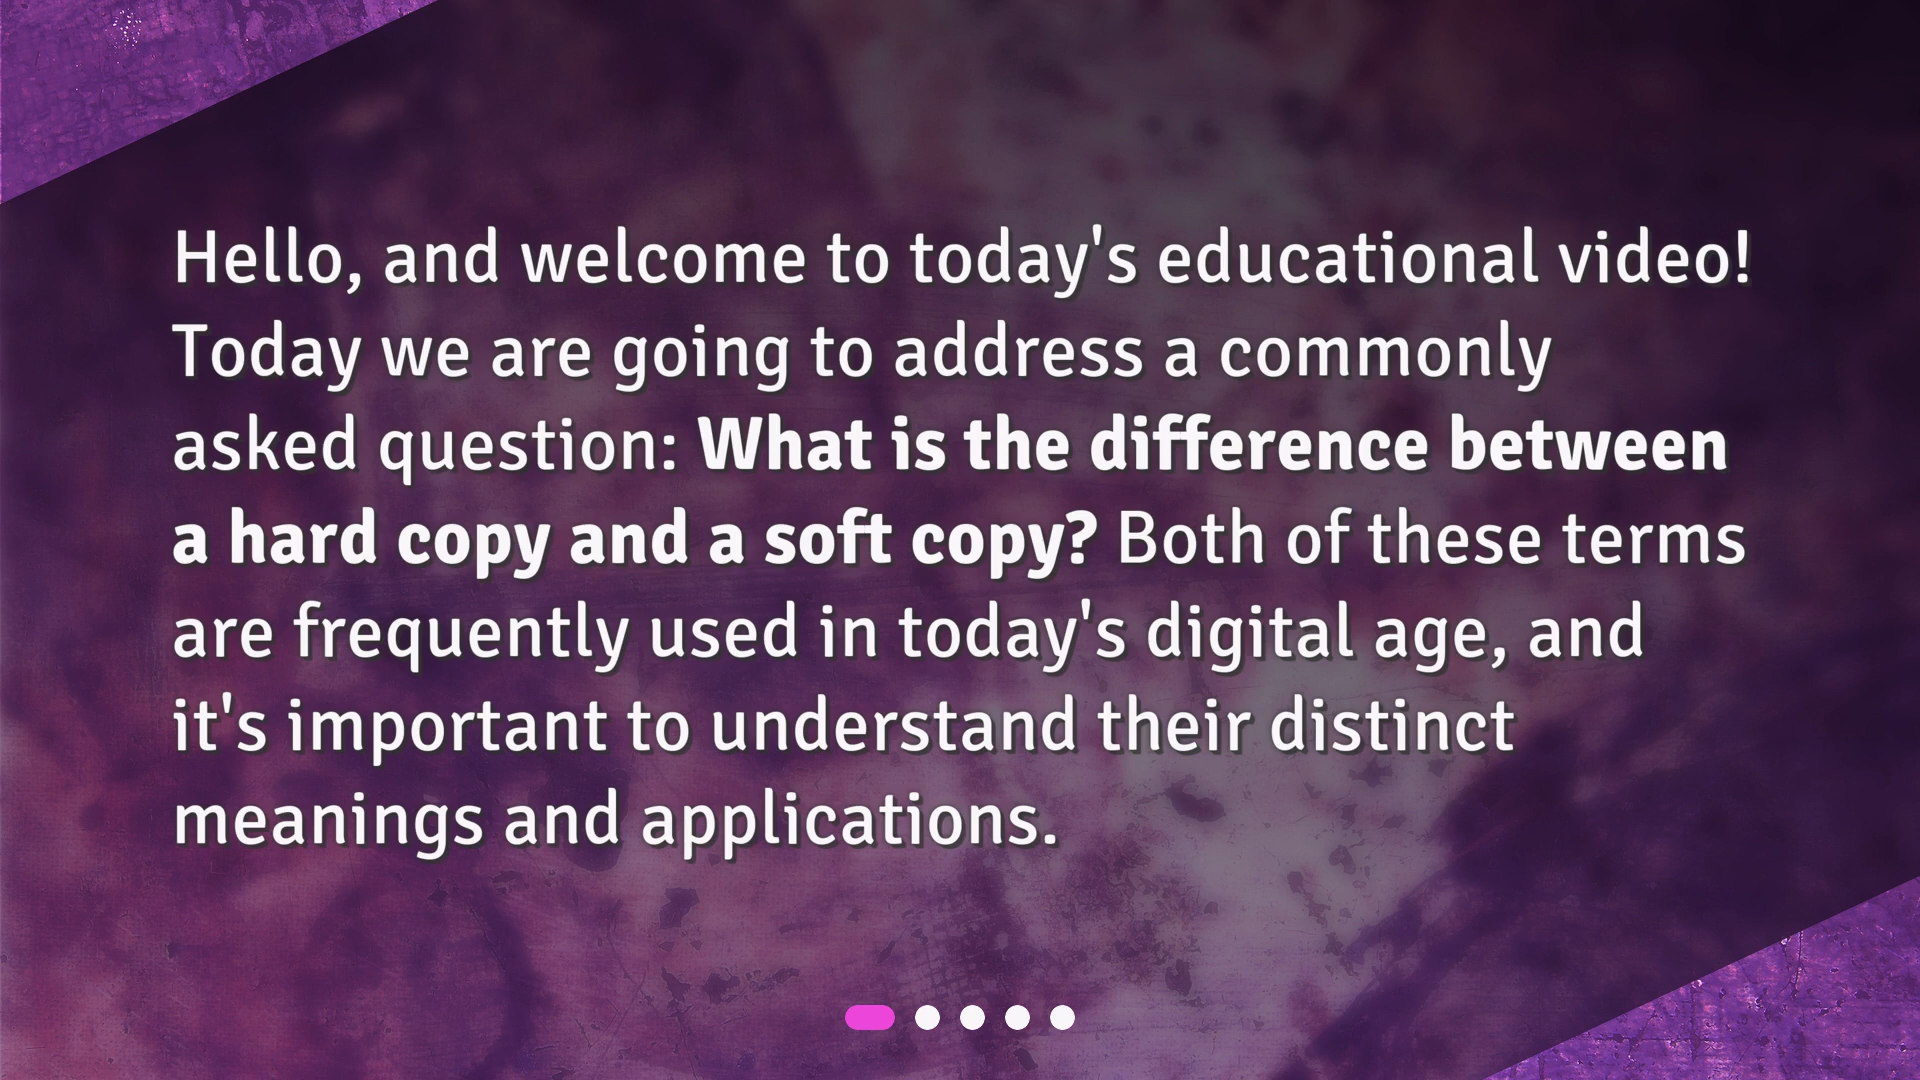 Hello, and welcome to today's educational video!
Today we are going to address a commonly
asked question: What is the difference between
a hard copy and a soft copy? Both of these terms
are frequently used in today's digital age, and
it's important to understand their distinct
meanings and applications.